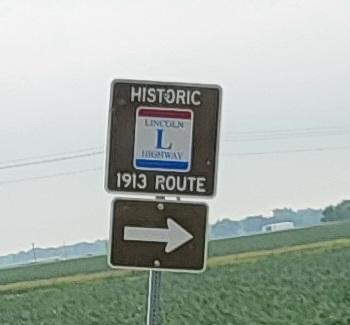 HISTORIC
LINCOLN
L
HIGHWAY
1913 ROUTE